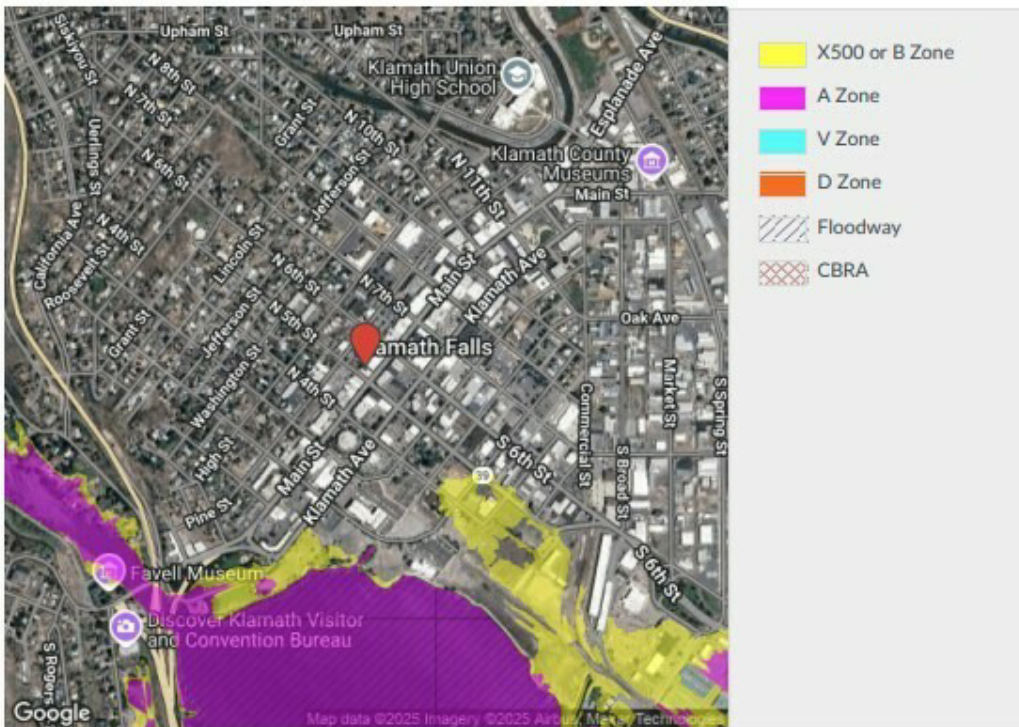 Siskiyou St
Upham St
Upham St
Esplanade Ave
Klamath Union
High School
N 8th St
N 7th St
Grant St
N 10th St
Uerlings St
N 6th St
Jefferson St
N 11th St
Klamath County
Museums
Main St
California Ave
Roosevelt St
N 4th St
Lincoln St
N 6th St
N 7th St
Main St
Klamath Ave
Grant St
Jefferson St
N 5th St
Oak Ave
amath Falls
Washington St
N 4th St
Market St
S Spring St
Commercial St
High St
Main St
Klamath Ave
S 6th St
S Broad St
39
Pine St
S 6th St
Favell Museum
Discover Klamath Visitor
and Convention Bureau
S Rogers
Google
Map data ©2025 Imagery ©2025 Airbus, Maxar Technologies
X500 or B Zone
A Zone
V Zone
D Zone
Floodway
CBRA